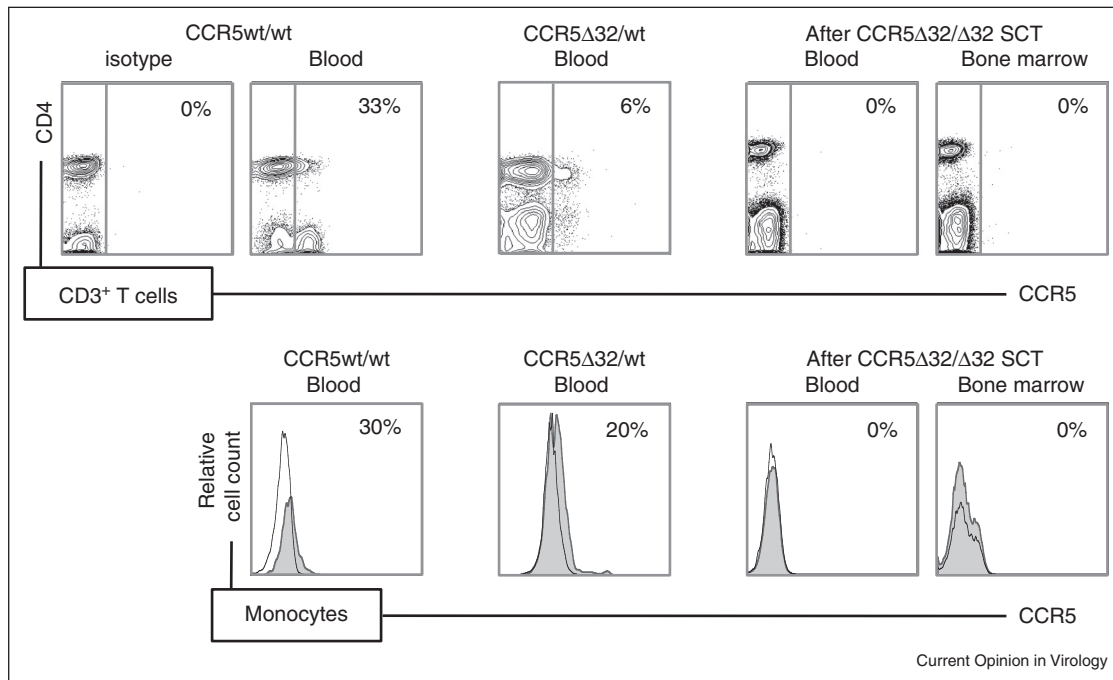 CCR5wt/wt
CCR5Δ32/wt
After CCR5Δ32/Δ32 SCT
isotype
Blood
Blood
Blood
Bone marrow
CD4
0%
33%
6%
0%
0%
CD3+ T cells
CCR5
CCR5wt/wt
CCR5Δ32/wt
After CCR5Δ32/Δ32 SCT
Blood
Blood
Blood
Bone marrow
Relative
cell count
30%
20%
0%
0%
Monocytes
CCR5
Current Opinion in Virology